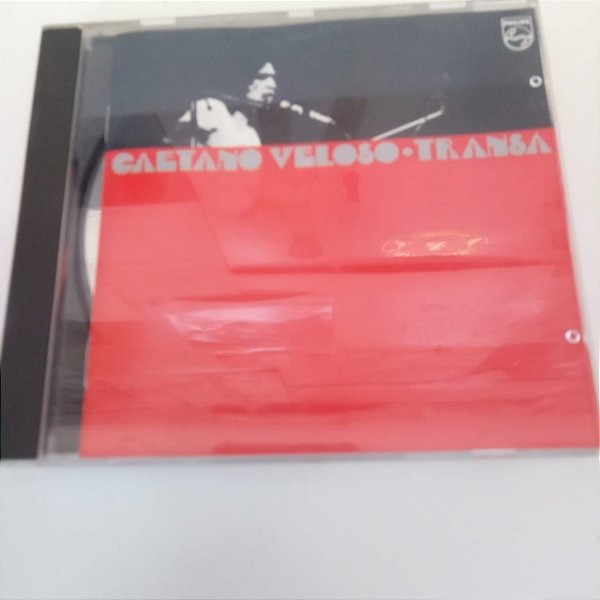 PHILIPS
CAETANO VELOSO • TRANSA